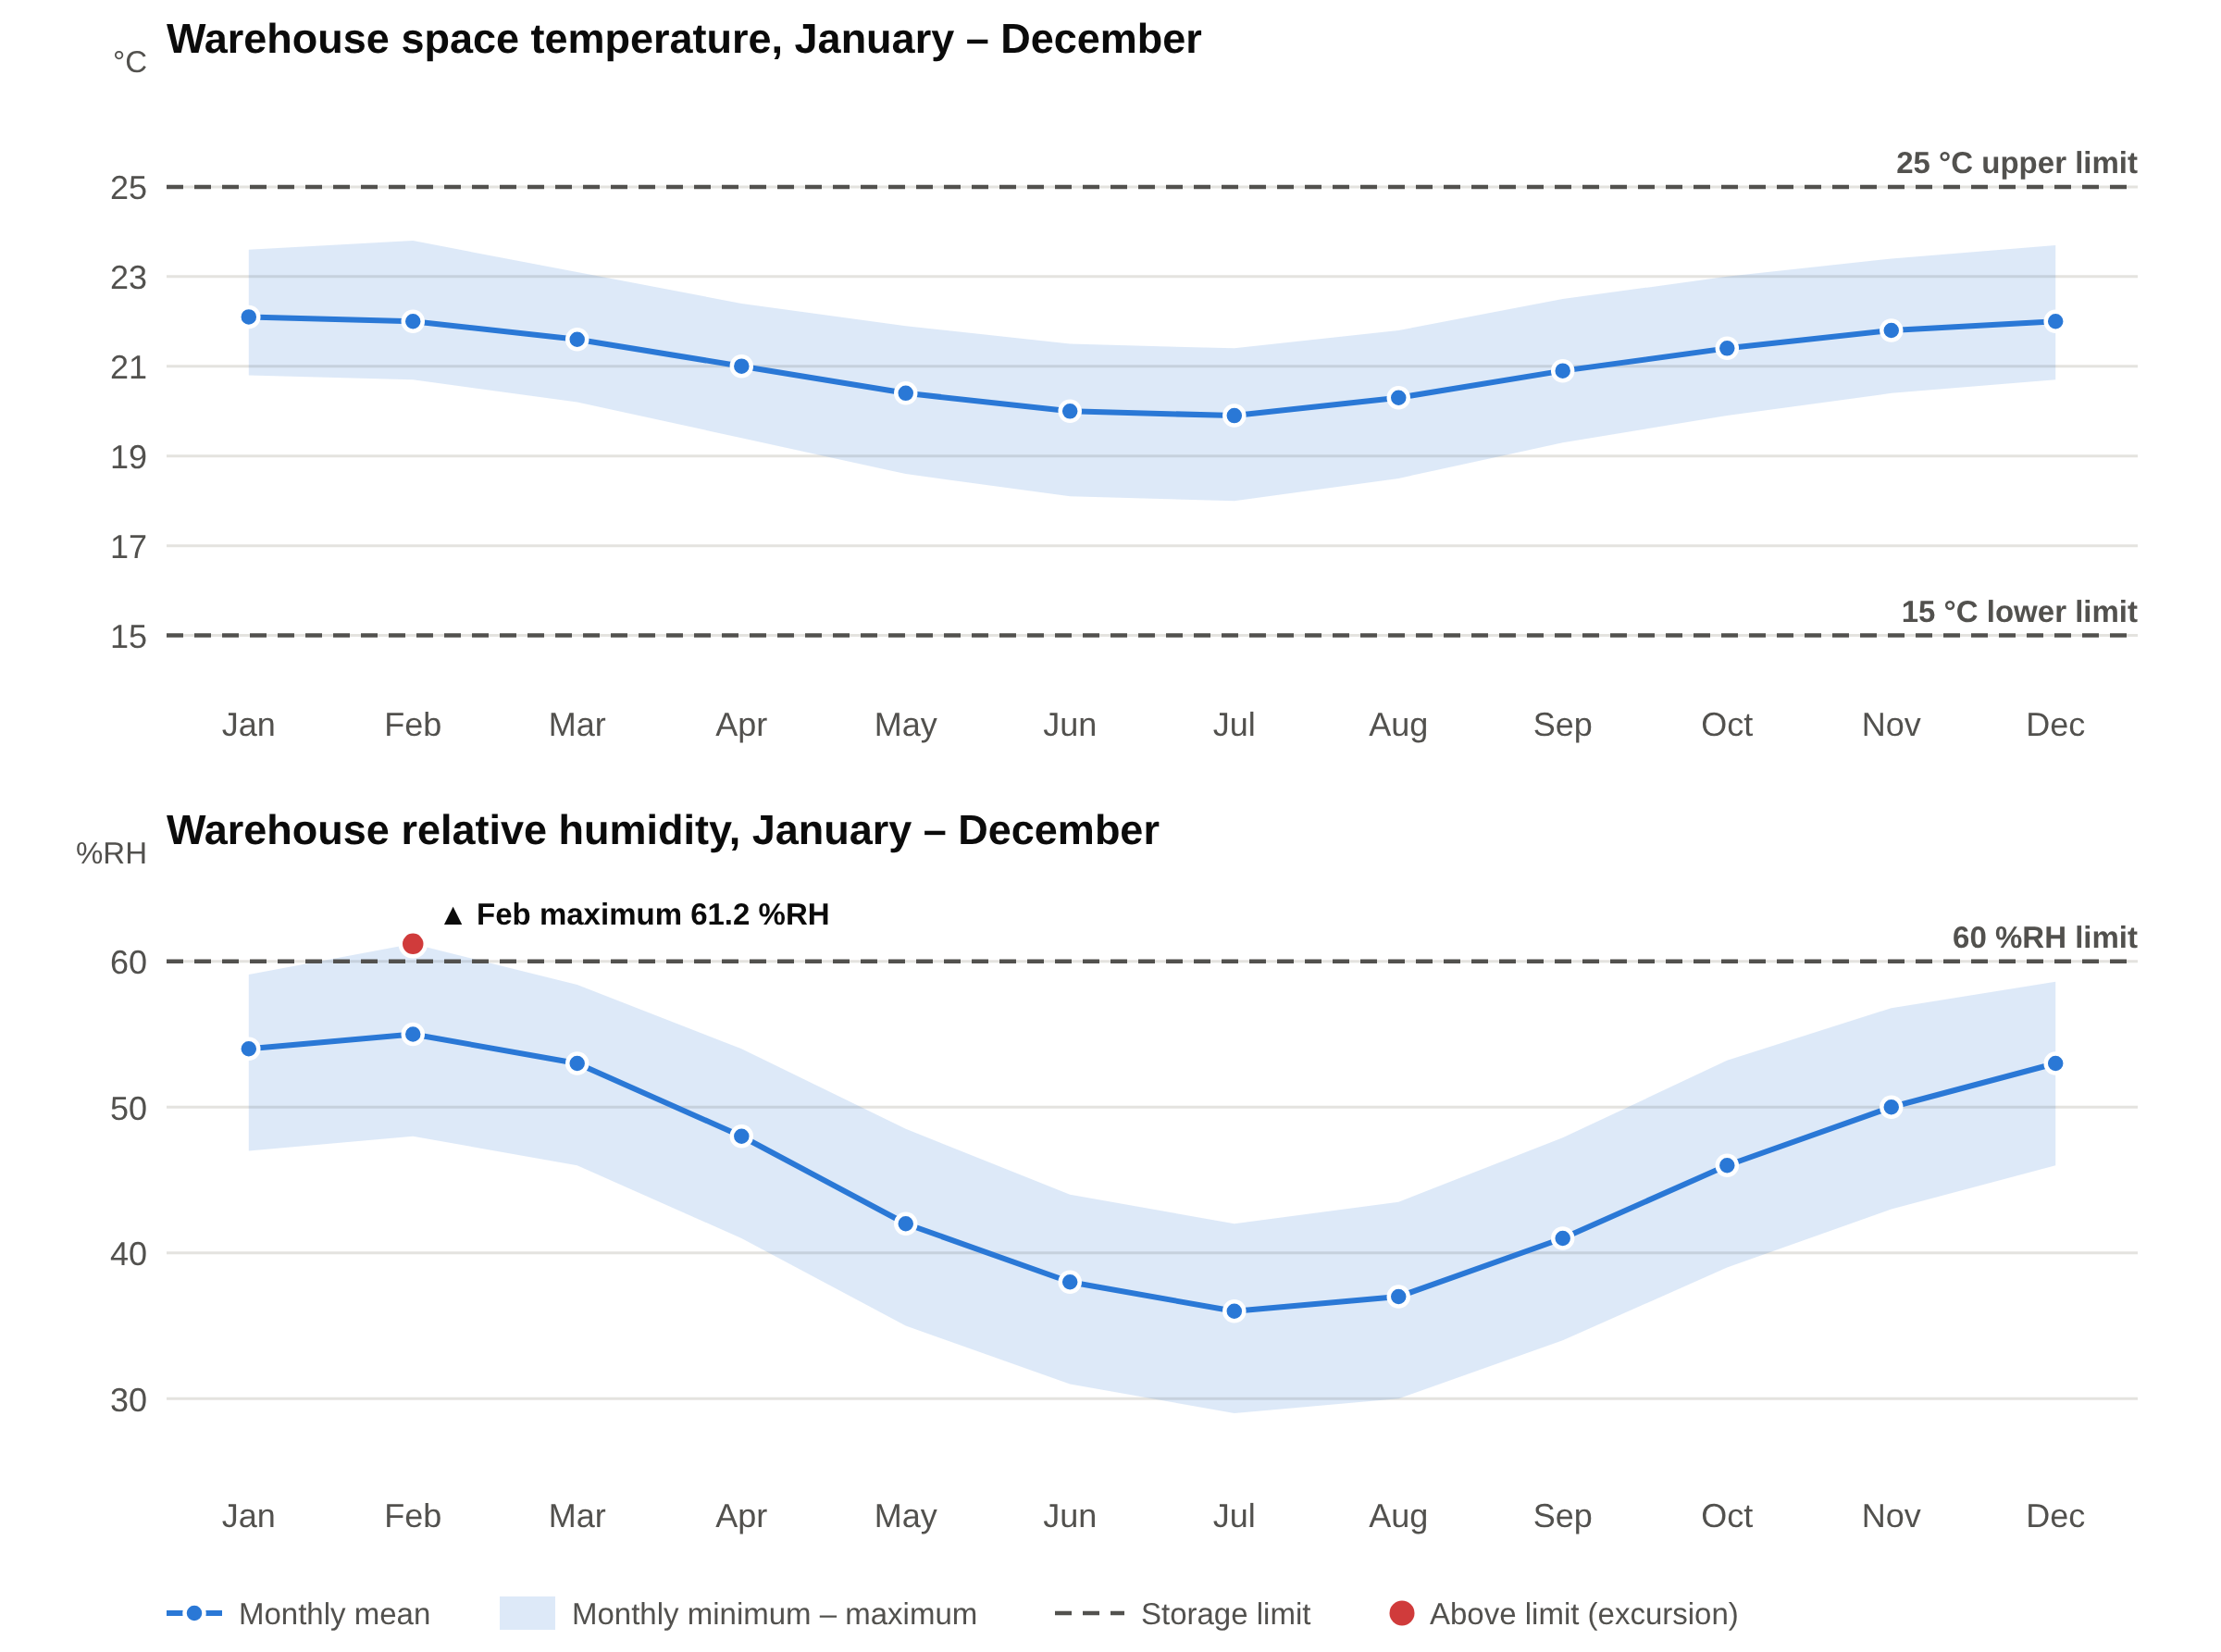 Warehouse space temperature, January – December
°C
25 °C upper limit
25
23
21
19
17
15 °C lower limit
15
Jan Feb Mar Apr May Jun Jul Aug Sep Oct Nov Dec
Warehouse relative humidity, January – December
%RH
▲ Feb maximum 61.2 %RH
60 %RH limit
60
50
40
30
Jan Feb Mar Apr May Jun Jul Aug Sep Oct Nov Dec
Monthly mean Monthly minimum – maximum Storage limit Above limit (excursion)